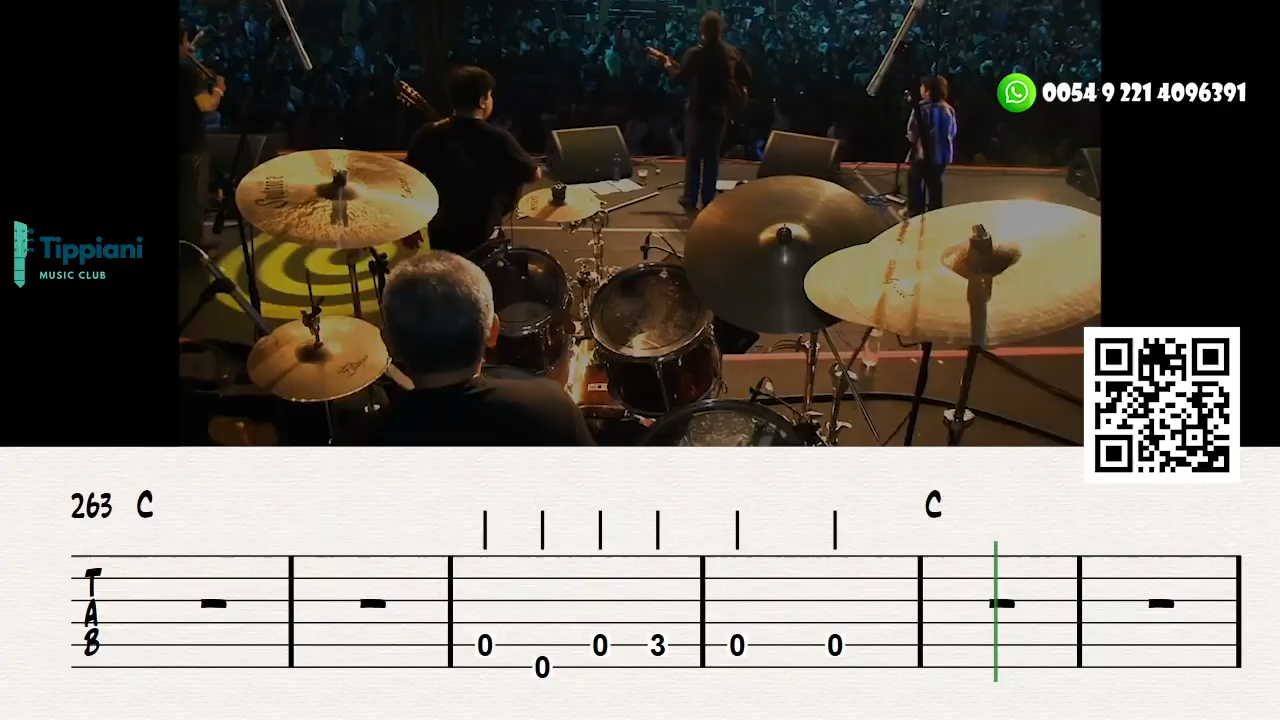 0054 9 221 4096391
Tippiani
MUSIC CLUB
263 C C
T
A
B 0 0 3 0 0
0